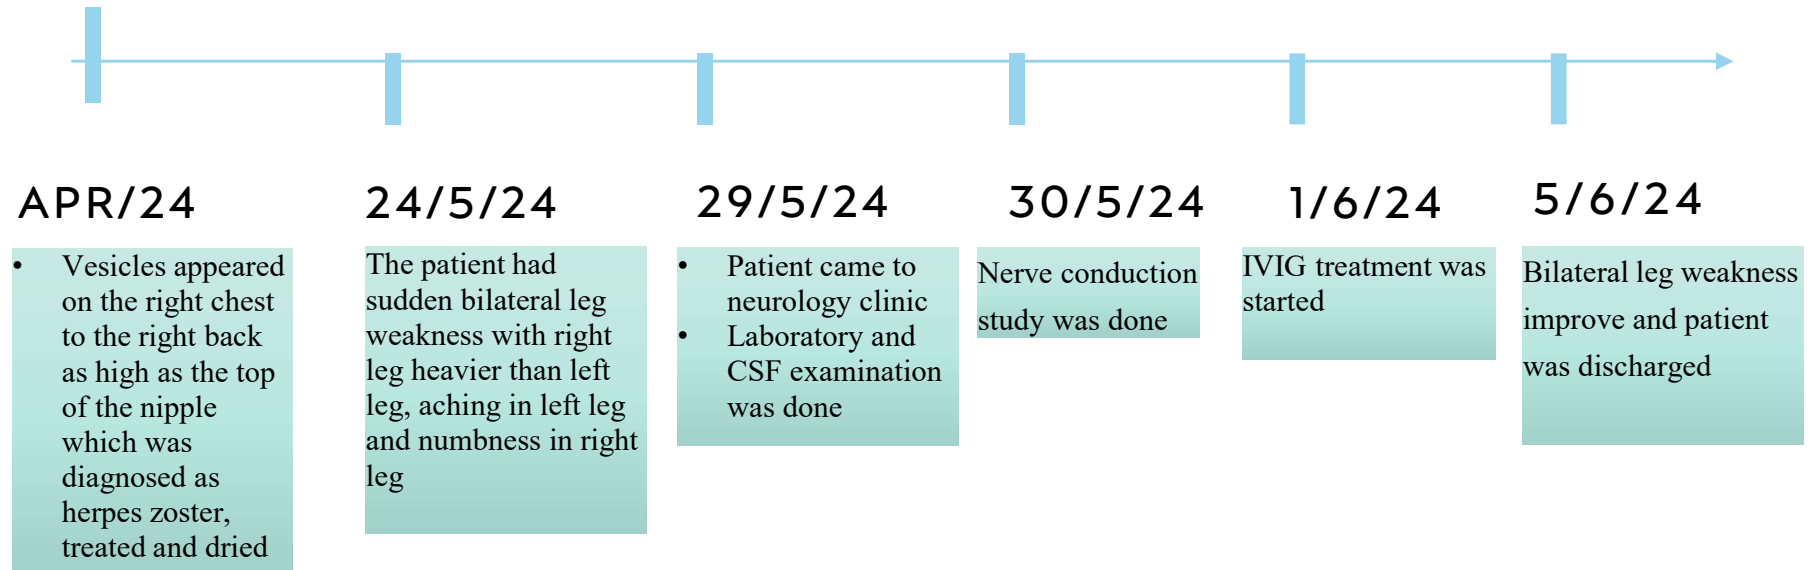 APR/24
• Vesicles appeared
on the right chest
to the right back
as high as the top
of the nipple
which was
diagnosed as
herpes zoster,
treated and dried
24/5/24
The patient had
sudden bilateral leg
weakness with right
leg heavier than left
leg, aching in left leg
and numbness in right
leg
29/5/24
• Patient came to
neurology clinic
• Laboratory and
CSF examination
was done
30/5/24
Nerve conduction
study was done
1/6/24
IVIG treatment was
started
5/6/24
Bilateral leg weakness
improve and patient
was discharged